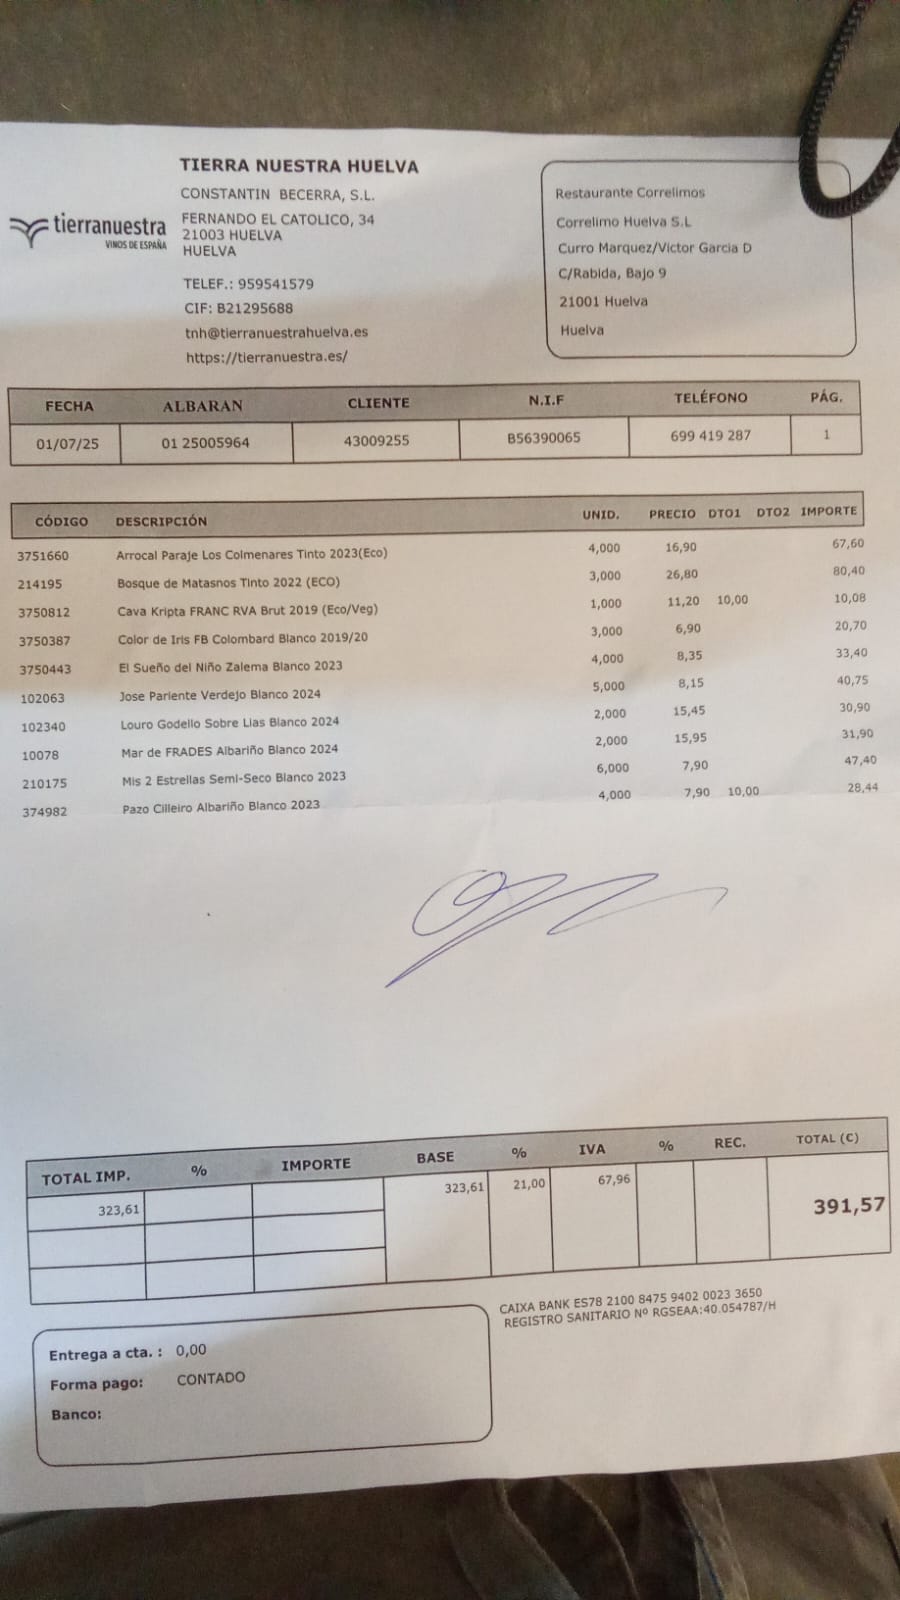 TIERRA NUESTRA HUELVA
CONSTANTIN BECERRA, S.L.
FERNANDO EL CATOLICO, 34
21003 HUELVA
HUELVA
TELEF.: 959541579
CIF: B21295688
tnh@tierranuestrahuelva.es
https://tierranuestra.es/
tierranuestra
VINOS DE ESPAÑA
Restaurante Correlimos
Correlimo Huelva S.L
Curro Marquez/Victor Garcia D
C/Rabida, Bajo 9
21001 Huelva
Huelva
FECHA ALBARAN CLIENTE N.I.F TELÉFONO PÁG.
01/07/25 01 25005964 43009255 B56390065 699 419 287 1
CÓDIGO DESCRIPCIÓN UNID. PRECIO DTO1 DTO2 IMPORTE
3751660 Arrocal Paraje Los Colmenares Tinto 2023(Eco) 4,000 16,90 67,60
214195 Bosque de Matasnos Tinto 2022 (ECO) 3,000 26,80 80,40
3750812 Cava Kripta FRANC RVA Brut 2019 (Eco/Veg) 1,000 11,20 10,00 10,08
3750387 Color de Iris FB Colombard Blanco 2019/20 3,000 6,90 20,70
3750443 El Sueño del Niño Zalema Blanco 2023 4,000 8,35 33,40
102063 Jose Pariente Verdejo Blanco 2024 5,000 8,15 40,75
102340 Louro Godello Sobre Lias Blanco 2024 2,000 15,45 30,90
10078 Mar de FRADES Albariño Blanco 2024 2,000 15,95 31,90
210175 Mis 2 Estrellas Semi-Seco Blanco 2023 6,000 7,90 47,40
374982 Pazo Cilleiro Albariño Blanco 2023 4,000 7,90 10,00 28,44
TOTAL IMP. % IMPORTE BASE % IVA % REC. TOTAL (C)
323,61 323,61 21,00 67,96 391,57
CAIXA BANK ES78 2100 8475 9402 0023 3650
REGISTRO SANITARIO Nº RGSEAA:40.054787/H
Entrega a cta. : 0,00
Forma pago: CONTADO
Banco: